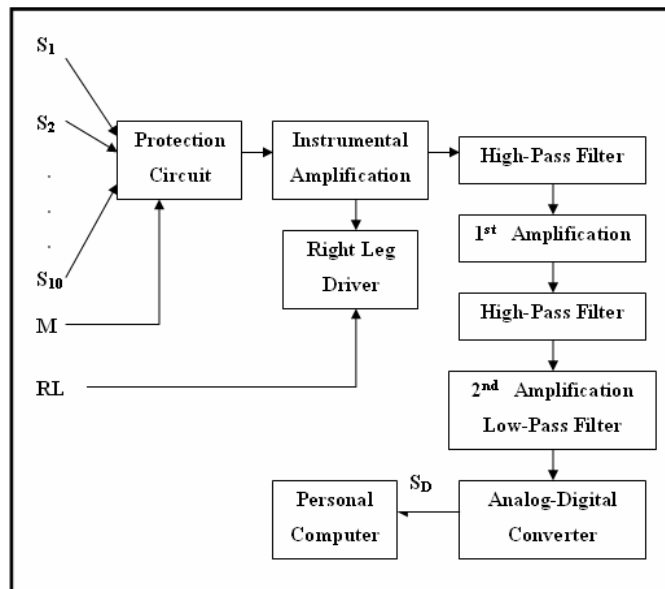 S1
S2
.
.
.
S10
M
RL
Protection
Circuit
Instrumental
Amplification
Right Leg
Driver
High-Pass Filter
1st Amplification
High-Pass Filter
2nd Amplification
Low-Pass Filter
Analog-Digital
Converter
SD
Personal
Computer